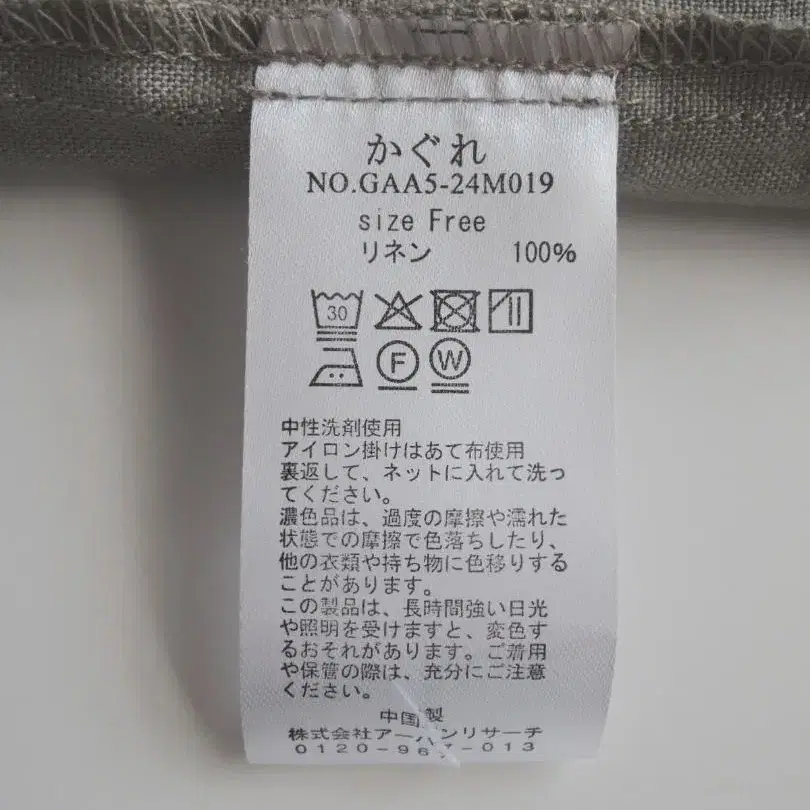 かぐれ
NO.GAA5-24M019
size Free
リネン 100%
30
F W
中性洗剤使用
アイロン掛けはあて布使用
裏返して、ネットに入れて洗っ
てください。
濃色品は、過度の摩擦や濡れた
状態での摩擦で色落ちしたり、
他の衣類や持ち物に色移りする
ことがあります。
この製品は、長時間強い日光
や照明を受けますと、変色す
るおそれがあります。ご着用
や保管の際は、充分にご注意
ください。
中国製
株式会社アーバンリサーチ
0120-967-013